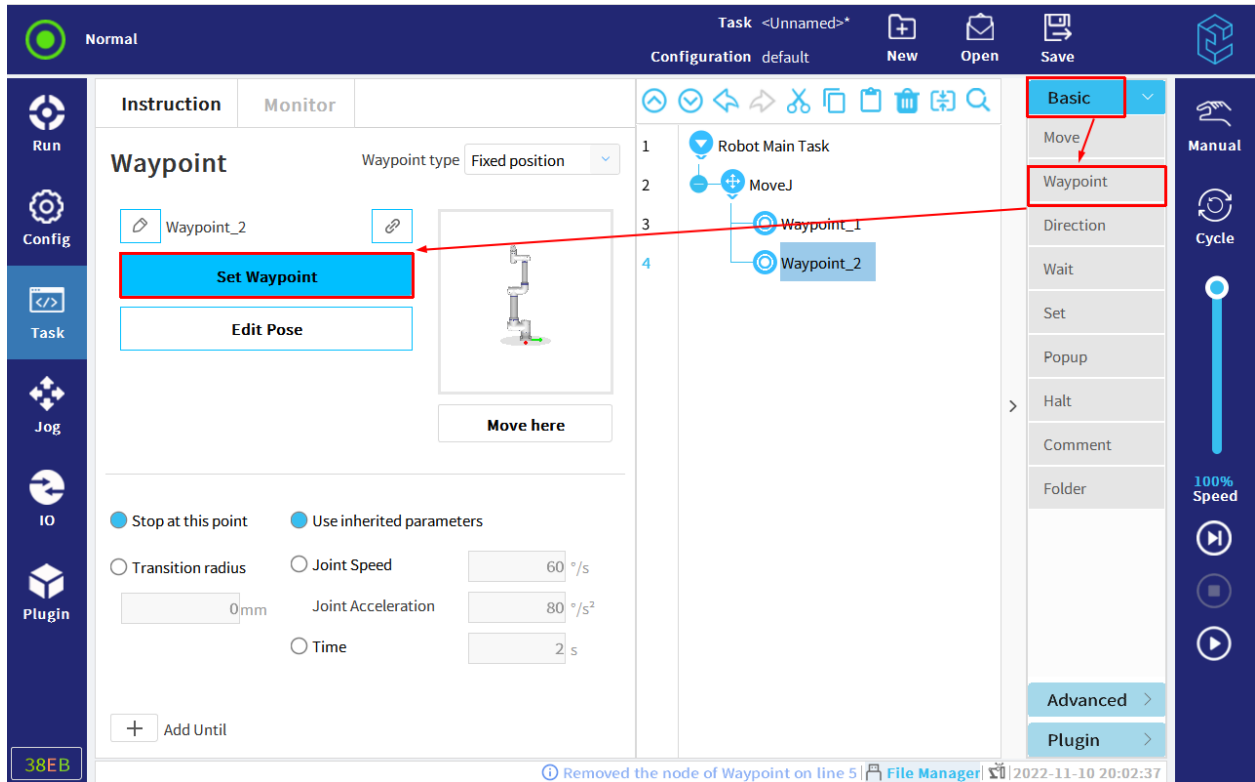 Normal
Task <Unnamed>*
Configuration default
New
Open
Save
Run
Config
Task
Jog
IO
Plugin
38EB
Instruction
Monitor
Waypoint
Waypoint type Fixed position
Waypoint_2
Set Waypoint
Edit Pose
Move here
Stop at this point
Use inherited parameters
Transition radius
0mm
Joint Speed 60 °/s
Joint Acceleration 80 °/s²
Time 2 s
+ Add Until
1 Robot Main Task
2 MoveJ
3 Waypoint_1
4 Waypoint_2
Basic
Move
Waypoint
Direction
Wait
Set
Popup
Halt
Comment
Folder
Advanced >
Plugin >
Manual
Cycle
100%
Speed
Removed the node of Waypoint on line 5
File Manager
2022-11-10 20:02:37